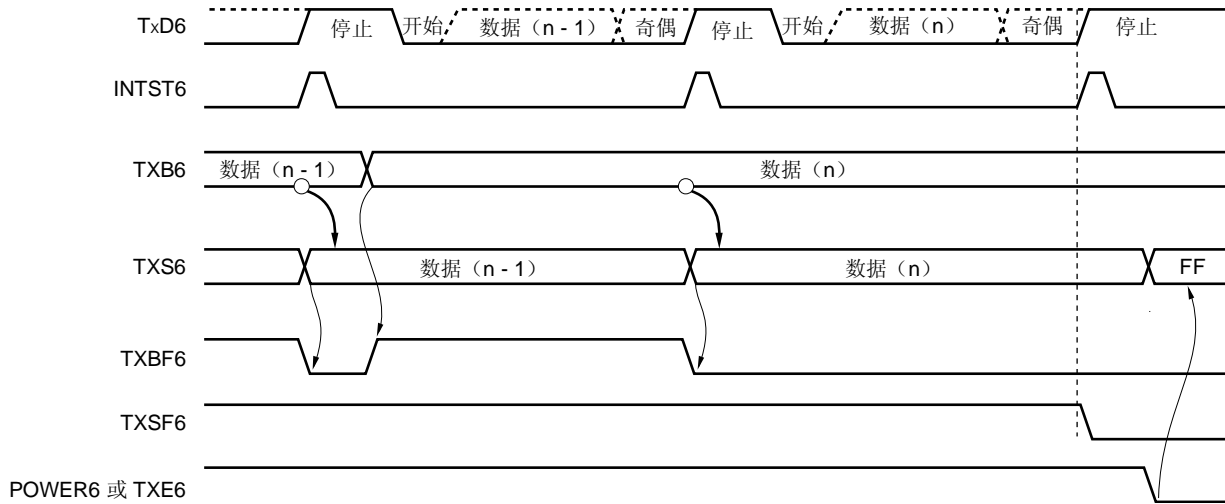 TxD6 停止 开始 数据（n - 1） 奇偶 停止 开始 数据（n） 奇偶 停止
INTST6
TXB6 数据（n - 1） 数据（n）
TXS6 数据（n - 1） 数据（n） FF
TXBF6
TXSF6
POWER6 或 TXE6